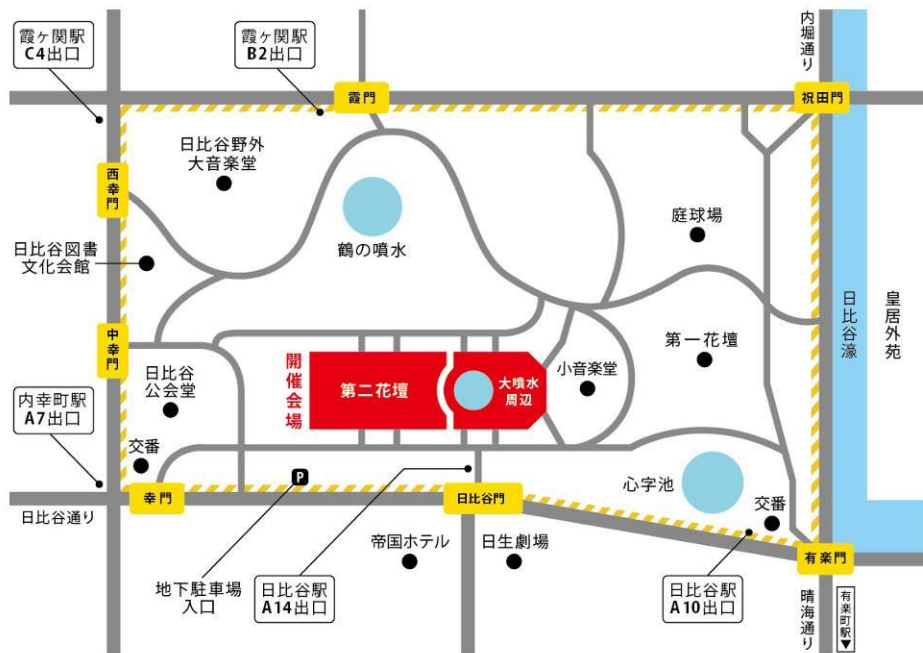 霞ヶ関駅
C4出口
霞ヶ関駅
B2出口
内堀通り
霞門
祝田門
日比谷野外
大音楽堂
西幸門
鶴の噴水
庭球場
日比谷図書
文化会館
日比谷濠
皇居外苑
中幸門
開催会場
第二花壇
大噴水
周辺
小音楽堂
第一花壇
日比谷
公会堂
内幸町駅
A7出口
交番
P
心字池
交番
幸門
日比谷門
日比谷通り
帝国ホテル
日生劇場
有楽門
地下駐車場
入口
日比谷駅
A14出口
日比谷駅
A10出口
晴海通り
有楽町駅▼